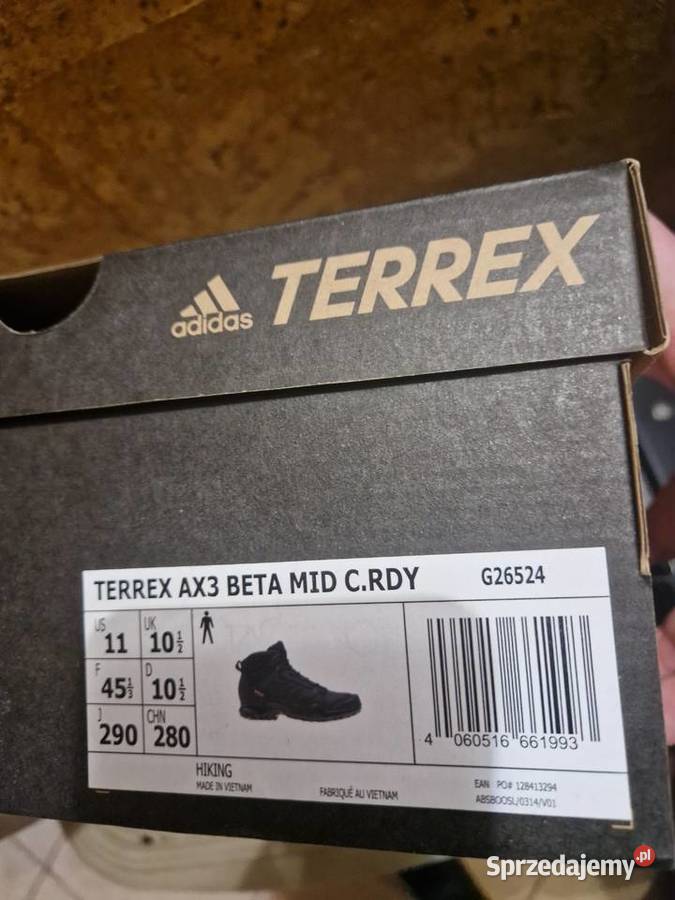 adidas TERREX
TERREX AX3 BETA MID C.RDY G26524
US 11 UK 10½
F 45⅓ D 10½
J 290 CHN 280
4 060516 661993
HIKING
MADE IN VIETNAM FABRIQUÉ AU VIETNAM
EAN PO# 128413294
ABSBOOSL/0314/V01
Sprzedajemy.pl